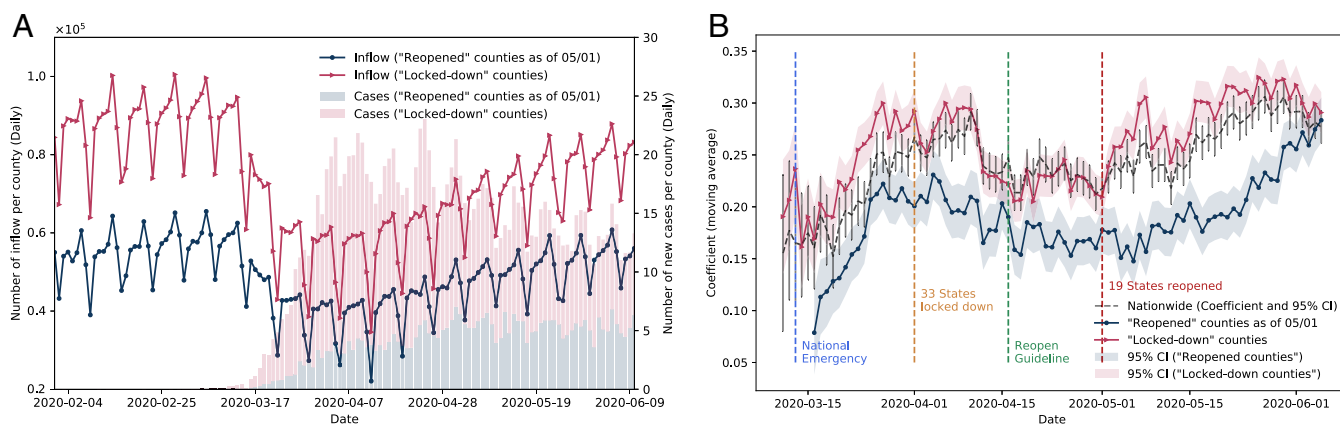 A
×10⁵
Number of inflow per county (Daily)
1.0
0.8
0.6
0.4
0.2
Inflow ("Reopened" counties as of 05/01)
Inflow ("Locked-down" counties)
Cases ("Reopened" counties as of 05/01)
Cases ("Locked-down" counties)
30
25
20
15
10
5
0
Number of new cases per county (Daily)
2020-02-04
2020-02-25
2020-03-17
2020-04-07
2020-04-28
2020-05-19
2020-06-09
Date
B
Coefficient (moving average)
0.35
0.30
0.25
0.20
0.15
0.10
0.05
National
Emergency
33 States
locked down
Reopen
Guideline
19 States reopened
Nationwide (Coefficient and 95% CI)
"Reopened" counties as of 05/01
"Locked-down" counties
95% CI ("Reopened counties")
95% CI ("Locked-down counties")
2020-03-15
2020-04-01
2020-04-15
2020-05-01
2020-05-15
2020-06-01
Date